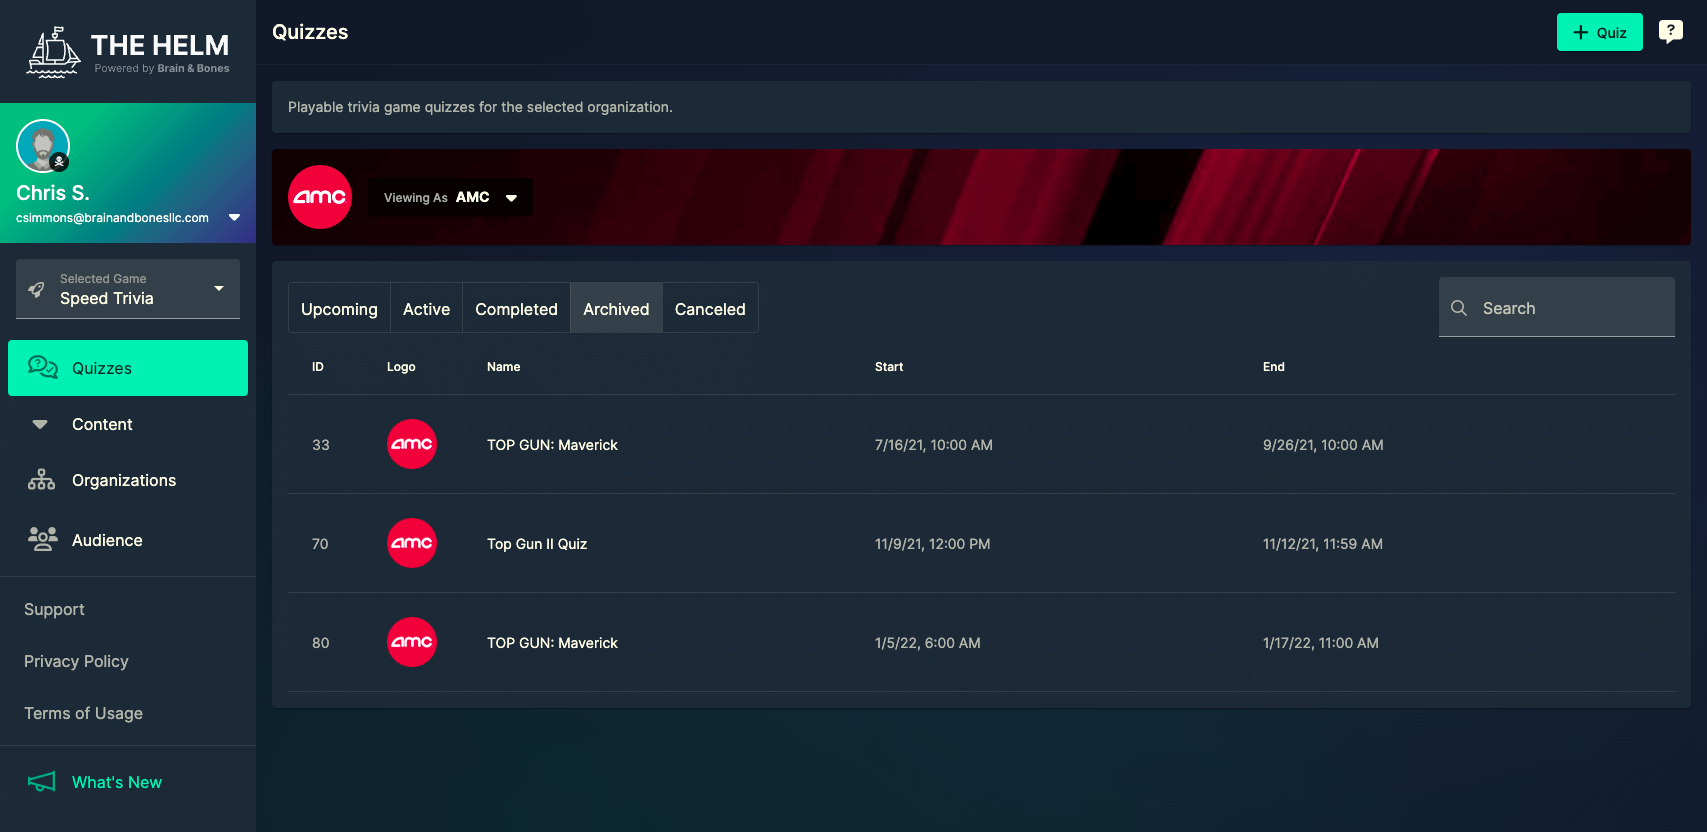 THE HELM
Powered by Brain & Bones
Chris S.
csimmons@brainandbonesllc.com
Selected Game
Speed Trivia
Quizzes
Content
Organizations
Audience
Support
Privacy Policy
Terms of Usage
What's New
Quizzes
+ Quiz
?
Playable trivia game quizzes for the selected organization.
amc
Viewing As AMC
Upcoming Active Completed Archived Canceled
Search
ID Logo Name Start End
33 amc TOP GUN: Maverick 7/16/21, 10:00 AM 9/26/21, 10:00 AM
70 amc Top Gun II Quiz 11/9/21, 12:00 PM 11/12/21, 11:59 AM
80 amc TOP GUN: Maverick 1/5/22, 6:00 AM 1/17/22, 11:00 AM